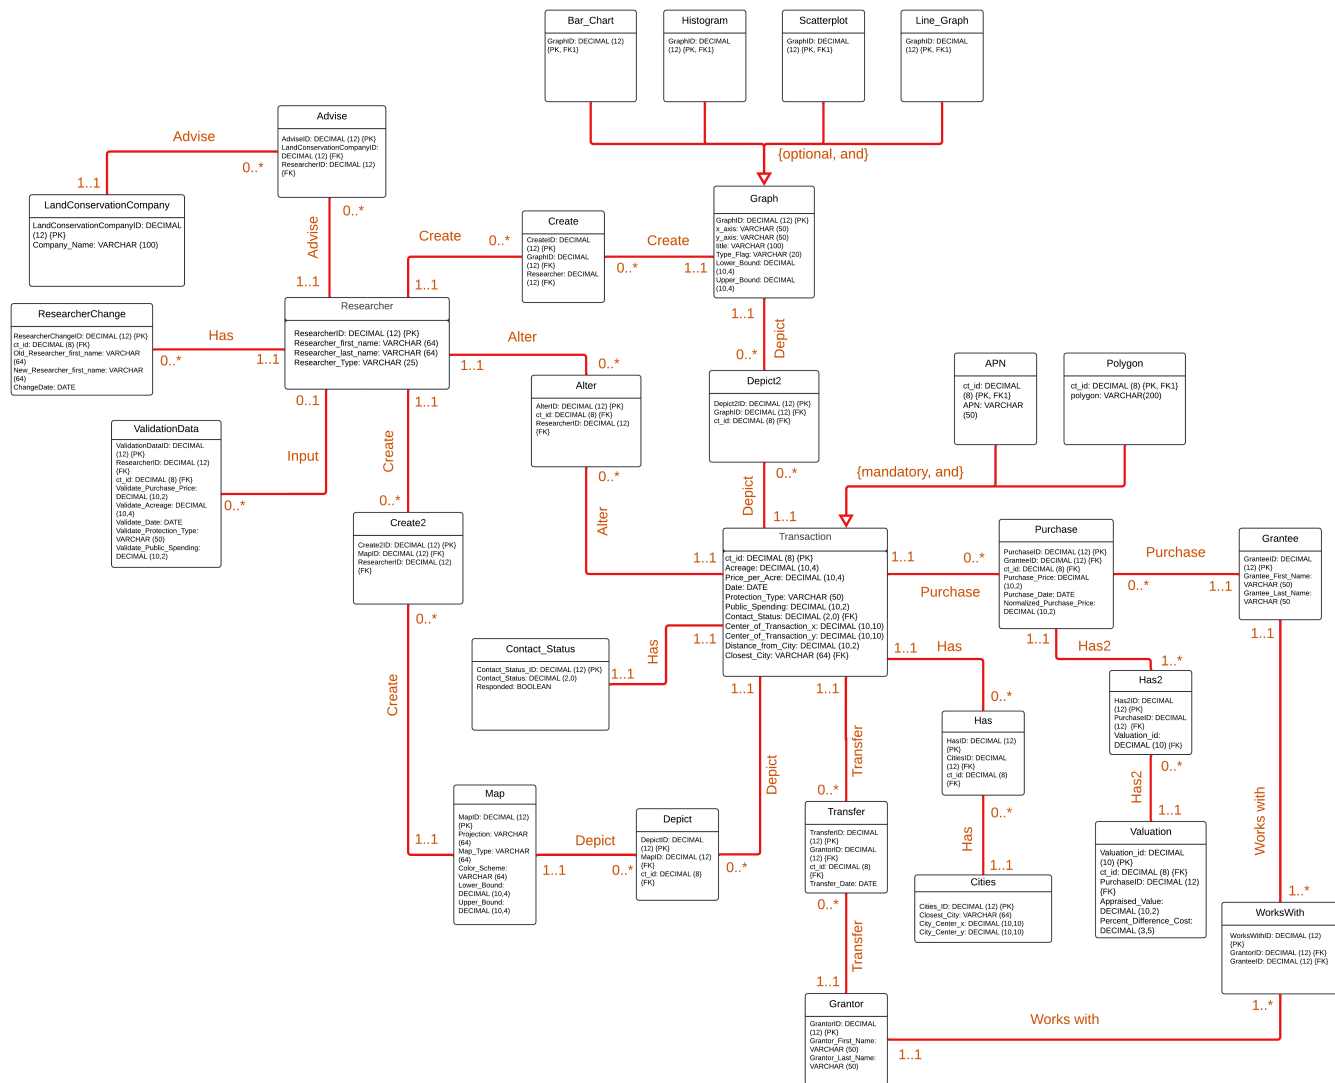 Bar_Chart
GraphID: DECIMAL (12)
{PK, FK1}
Histogram
GraphID: DECIMAL
(12) {PK, FK1}
Scatterplot
GraphID: DECIMAL
(12) {PK, FK1}
Line_Graph
GraphID: DECIMAL
(12) {PK, FK1}
{optional, and}
Advise
AdviseID: DECIMAL (12) {PK}
LandConservationCompanyID:
DECIMAL (12) {FK}
ResearcherID: DECIMAL (12)
{FK}
Advise
0..*
1..1
0..*
Advise
1..1
LandConservationCompany
LandConservationCompanyID: DECIMAL
(12) {PK}
Company_Name: VARCHAR (100)
Graph
GraphID: DECIMAL (12) {PK}
x_axis: VARCHAR (50)
y_axis: VARCHAR (50)
title: VARCHAR (100)
Type_Flag: VARCHAR (20)
Lower_Bound: DECIMAL
(10,4)
Upper_Bound: DECIMAL
(10,4)
Create
CreateID: DECIMAL
(12) {PK}
GraphID: DECIMAL
(12) {FK}
Researcher: DECIMAL
(12) {FK}
Create
0..*
1..1
Create
0..*
1..1
Researcher
ResearcherID: DECIMAL (12) {PK}
Researcher_first_name: VARCHAR (64)
Researcher_last_name: VARCHAR (64)
Researcher_Type: VARCHAR (25)
ResearcherChange
ResearcherChangeID: DECIMAL (12) {PK}
ct_id: DECIMAL (8) {FK}
Old_Researcher_first_name: VARCHAR
(64)
New_Researcher_first_name: VARCHAR
(64)
ChangeDate: DATE
Has
0..*
1..1
Alter
1..1
0..*
1..1
Depict
0..*
Alter
AlterID: DECIMAL (12) {PK}
ct_id: DECIMAL (8) {FK}
ResearcherID: DECIMAL (12)
{FK}
Depict2
Depict2ID: DECIMAL (12) {PK}
GraphID: DECIMAL (12) {FK}
ct_id: DECIMAL (8) {FK}
APN
ct_id: DECIMAL
(8) {PK, FK1}
APN: VARCHAR
(50)
Polygon
ct_id: DECIMAL (8) {PK, FK1}
polygon: VARCHAR(200)
{mandatory, and}
ValidationData
ValidationDataID: DECIMAL
(12) {PK}
ResearcherID: DECIMAL (12)
{FK}
ct_id: DECIMAL (8) {FK}
Validate_Purchase_Price:
DECIMAL (10,2)
Validate_Acreage: DECIMAL
(10,4)
Validate_Date: DATE
Validate_Protection_Type:
VARCHAR (50)
Validate_Public_Spending:
DECIMAL (10,2)
0..1
Input
0..*
1..1
Create
0..*
0..*
Alter
1..1
0..*
Depict
1..1
Create2
Create2ID: DECIMAL (12) {PK}
MapID: DECIMAL (12) {FK}
ResearcherID: DECIMAL (12)
{FK}
0..*
Create
1..1
Transaction
ct_id: DECIMAL (8) {PK}
Acreage: DECIMAL (10,4)
Price_per_Acre: DECIMAL (10,4)
Date: DATE
Protection_Type: VARCHAR (50)
Public_Spending: DECIMAL (10,2)
Contact_Status: DECIMAL (2,0) {FK}
Center_of_Transaction_x: DECIMAL (10,10)
Center_of_Transaction_y: DECIMAL (10,10)
Distance_from_City: DECIMAL (10,2)
Closest_City: VARCHAR (64) {FK}
1..1
0..*
Purchase
Purchase
PurchaseID: DECIMAL (12) {PK}
GranteeID: DECIMAL (12) {FK}
ct_id: DECIMAL (8) {FK}
Purchase_Price: DECIMAL
(10,2)
Purchase_Date: DATE
Normalized_Purchase_Price:
DECIMAL (10,2)
Purchase
0..*
1..1
Grantee
GranteeID: DECIMAL
(12) {PK}
Grantee_First_Name:
VARCHAR (50)
Grantee_Last_Name:
VARCHAR (50
1..1
Works with
1..*
Contact_Status
Contact_Status_ID: DECIMAL (12) {PK}
Contact_Status: DECIMAL (2,0)
Responded: BOOLEAN
1..1
Has
1..1
1..1
Has
0..*
1..1
Has2
1..*
Has2
Has2ID: DECIMAL
(12) {PK}
PurchaseID: DECIMAL
(12) {FK}
Valuation_id:
DECIMAL (10) {FK}
0..*
Has2
1..1
Has
HasID: DECIMAL (12)
{PK}
CitiesID: DECIMAL
(12) {FK}
ct_id: DECIMAL (8)
{FK}
0..*
Has
1..1
1..1
Depict
0..*
1..1
Transfer
0..*
Map
MapID: DECIMAL (12)
{PK}
Projection: VARCHAR
(64)
Map_Type: VARCHAR
(64)
Color_Scheme:
VARCHAR (64)
Lower_Bound:
DECIMAL (10,4)
Upper_Bound:
DECIMAL (10,4)
Depict
1..1
0..*
Depict
DepictID: DECIMAL
(12) {PK}
MapID: DECIMAL (12)
{FK}
ct_id: DECIMAL (8)
{FK}
Transfer
TransferID: DECIMAL
(12) {PK}
GrantorID: DECIMAL
(12) {FK}
ct_id: DECIMAL (8)
{FK}
Transfer_Date: DATE
0..*
Transfer
1..1
Cities
Cities_ID: DECIMAL (12) {PK}
Closest_City: VARCHAR (64)
City_Center_x: DECIMAL (10,10)
City_Center_y: DECIMAL (10,10)
Valuation
Valuation_id: DECIMAL
(10) {PK}
ct_id: DECIMAL (8) {FK}
PurchaseID: DECIMAL (12)
{FK}
Appraised_Value:
DECIMAL (10,2)
Percent_Difference_Cost:
DECIMAL (3,5)
WorksWith
WorksWithID: DECIMAL (12)
{PK}
GrantorID: DECIMAL (12) {FK}
GranteeID: DECIMAL (12) {FK}
1..*
Works with
1..1
Grantor
GrantorID: DECIMAL
(12) {PK}
Grantor_First_Name:
VARCHAR (50)
Grantor_Last_Name:
VARCHAR (50)